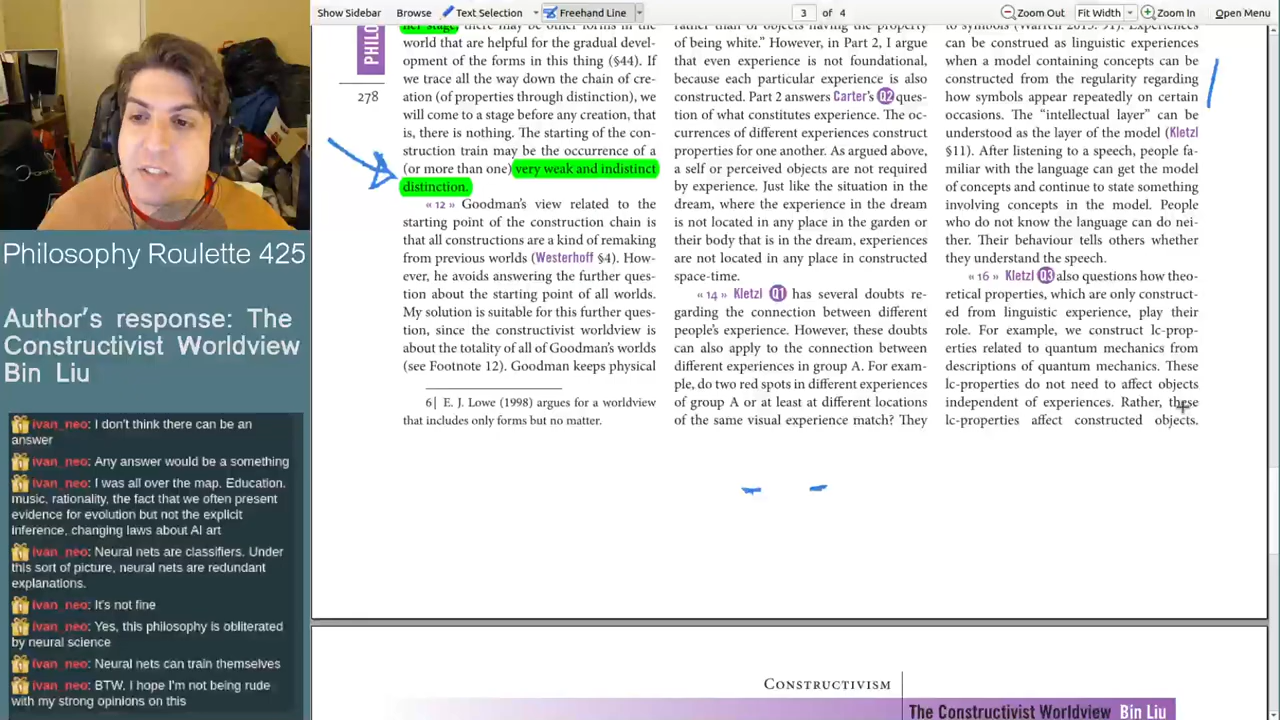 Show Sidebar Browse Text Selection Freehand Line 3 of 4 Zoom Out Fit Width Zoom In Open Menu
PHILO
278
her stage, there may be other forms in the
world that are helpful for the gradual devel-
opment of the forms in this thing (§44). If
we trace all the way down the chain of cre-
ation (of properties through distinction), we
will come to a stage before any creation, that
is, there is nothing. The starting of the con-
struction train may be the occurrence of a
(or more than one) very weak and indistinct
distinction.
« 12 » Goodman's view related to the
starting point of the construction chain is
that all constructions are a kind of remaking
from previous worlds (Westerhoff §4). How-
ever, he avoids answering the further ques-
tion about the starting point of all worlds.
My solution is suitable for this further ques-
tion, since the constructivist worldview is
about the totality of all of Goodman's worlds
(see Footnote 12). Goodman keeps physical
6| E. J. Lowe (1998) argues for a worldview
that includes only forms but no matter.
rather than of objects having the property
of being white." However, in Part 2, I argue
that even experience is not foundational,
because each particular experience is also
constructed. Part 2 answers Carter's Q2 ques-
tion of what constitutes experience. The oc-
currences of different experiences construct
properties for one another. As argued above,
a self or perceived objects are not required
by experience. Just like the situation in the
dream, where the experience in the dream
is not located in any place in the garden or
their body that is in the dream, experiences
are not located in any place in constructed
space-time.
« 14 » Kletzl Q1 has several doubts re-
garding the connection between different
people's experience. However, these doubts
can also apply to the connection between
different experiences in group A. For exam-
ple, do two red spots in different experiences
of group A or at least at different locations
of the same visual experience match? They
to symbols (Warren 2015: 91). Experiences
can be construed as linguistic experiences
when a model containing concepts can be
constructed from the regularity regarding
how symbols appear repeatedly on certain
occasions. The "intellectual layer" can be
understood as the layer of the model (Kletzl
§11). After listening to a speech, people fa-
miliar with the language can get the model
of concepts and continue to state something
involving concepts in the model. People
who do not know the language can do nei-
ther. Their behaviour tells others whether
they understand the speech.
« 16 » Kletzl Q3 also questions how theo-
retical properties, which are only construct-
ed from linguistic experience, play their
role. For example, we construct lc-prop-
erties related to quantum mechanics from
descriptions of quantum mechanics. These
lc-properties do not need to affect objects
independent of experiences. Rather, these
lc-properties affect constructed objects.
Constructivism
The Constructivist Worldview Bin Liu
Philosophy Roulette 425
Author's response: The
Constructivist Worldview
Bin Liu
ivan_neo: I don't think there can be an
answer
ivan_neo: Any answer would be a something
ivan_neo: I was all over the map. Education.
music, rationality, the fact that we often present
evidence for evolution but not the explicit
inference, changing laws about AI art
ivan_neo: Neural nets are classifiers. Under
this sort of picture, neural nets are redundant
explanations.
ivan_neo: It's not fine
ivan_neo: Yes, this philosophy is obliterated
by neural science
ivan_neo: Neural nets can train themselves
ivan_neo: BTW, I hope I'm not being rude
with my strong opinions on this